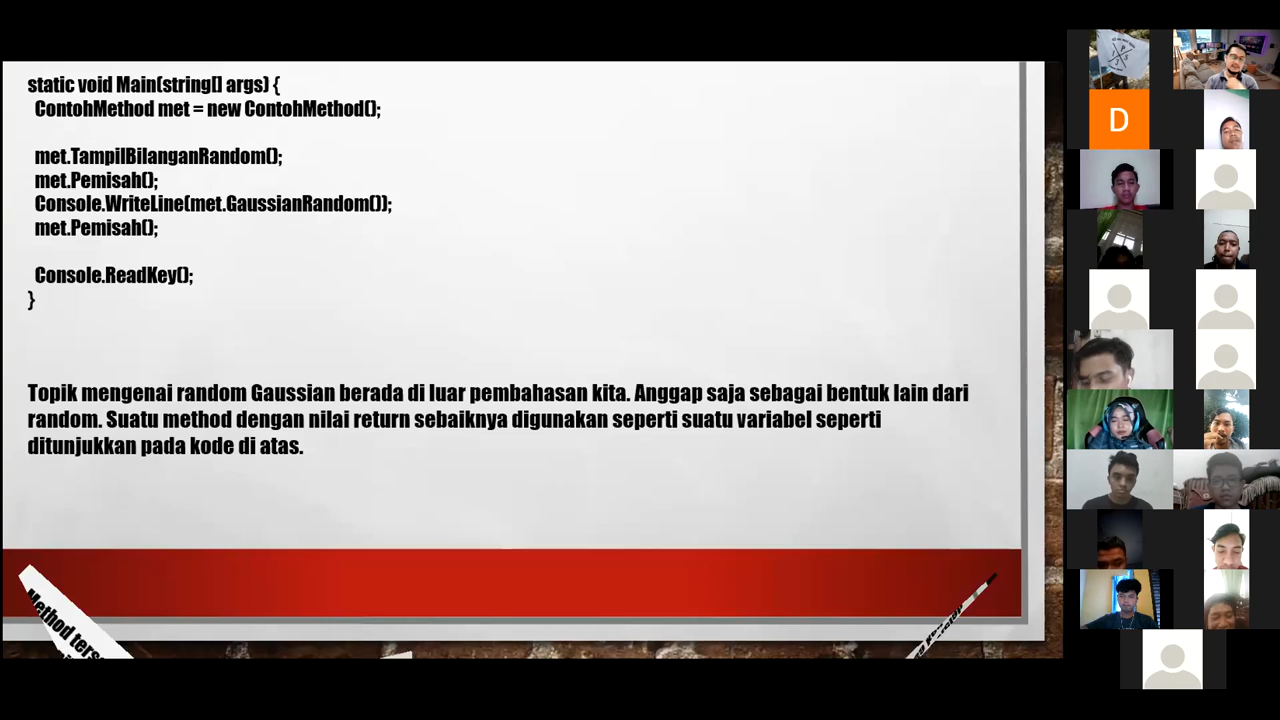 static void Main(string[] args) {
ContohMethod met = new ContohMethod();
met.TampilBilanganRandom();
met.Pemisah();
Console.WriteLine(met.GaussianRandom());
met.Pemisah();
Console.ReadKey();
}
Topik mengenai random Gaussian berada di luar pembahasan kita. Anggap saja sebagai bentuk lain dari
random. Suatu method dengan nilai return sebaiknya digunakan seperti suatu variabel seperti
ditunjukkan pada kode di atas.
Method
D